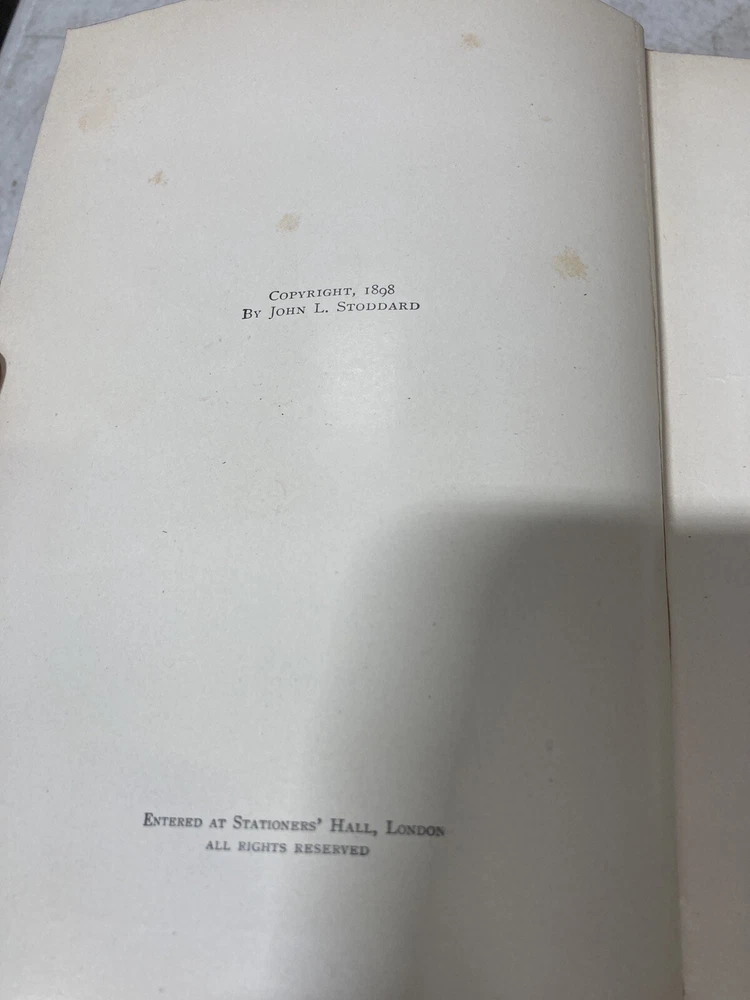 Copyright, 1898
By John L. Stoddard
Entered at Stationers' Hall, London
ALL RIGHTS RESERVED